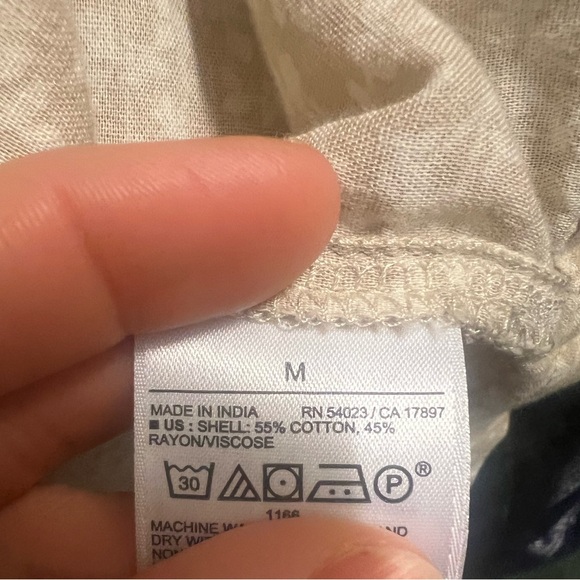 M
MADE IN INDIA RN 54023 / CA 17897
■ US : SHELL: 55% COTTON, 45%
RAYON/VISCOSE
30 P ®
1166
MACHINE
DRY